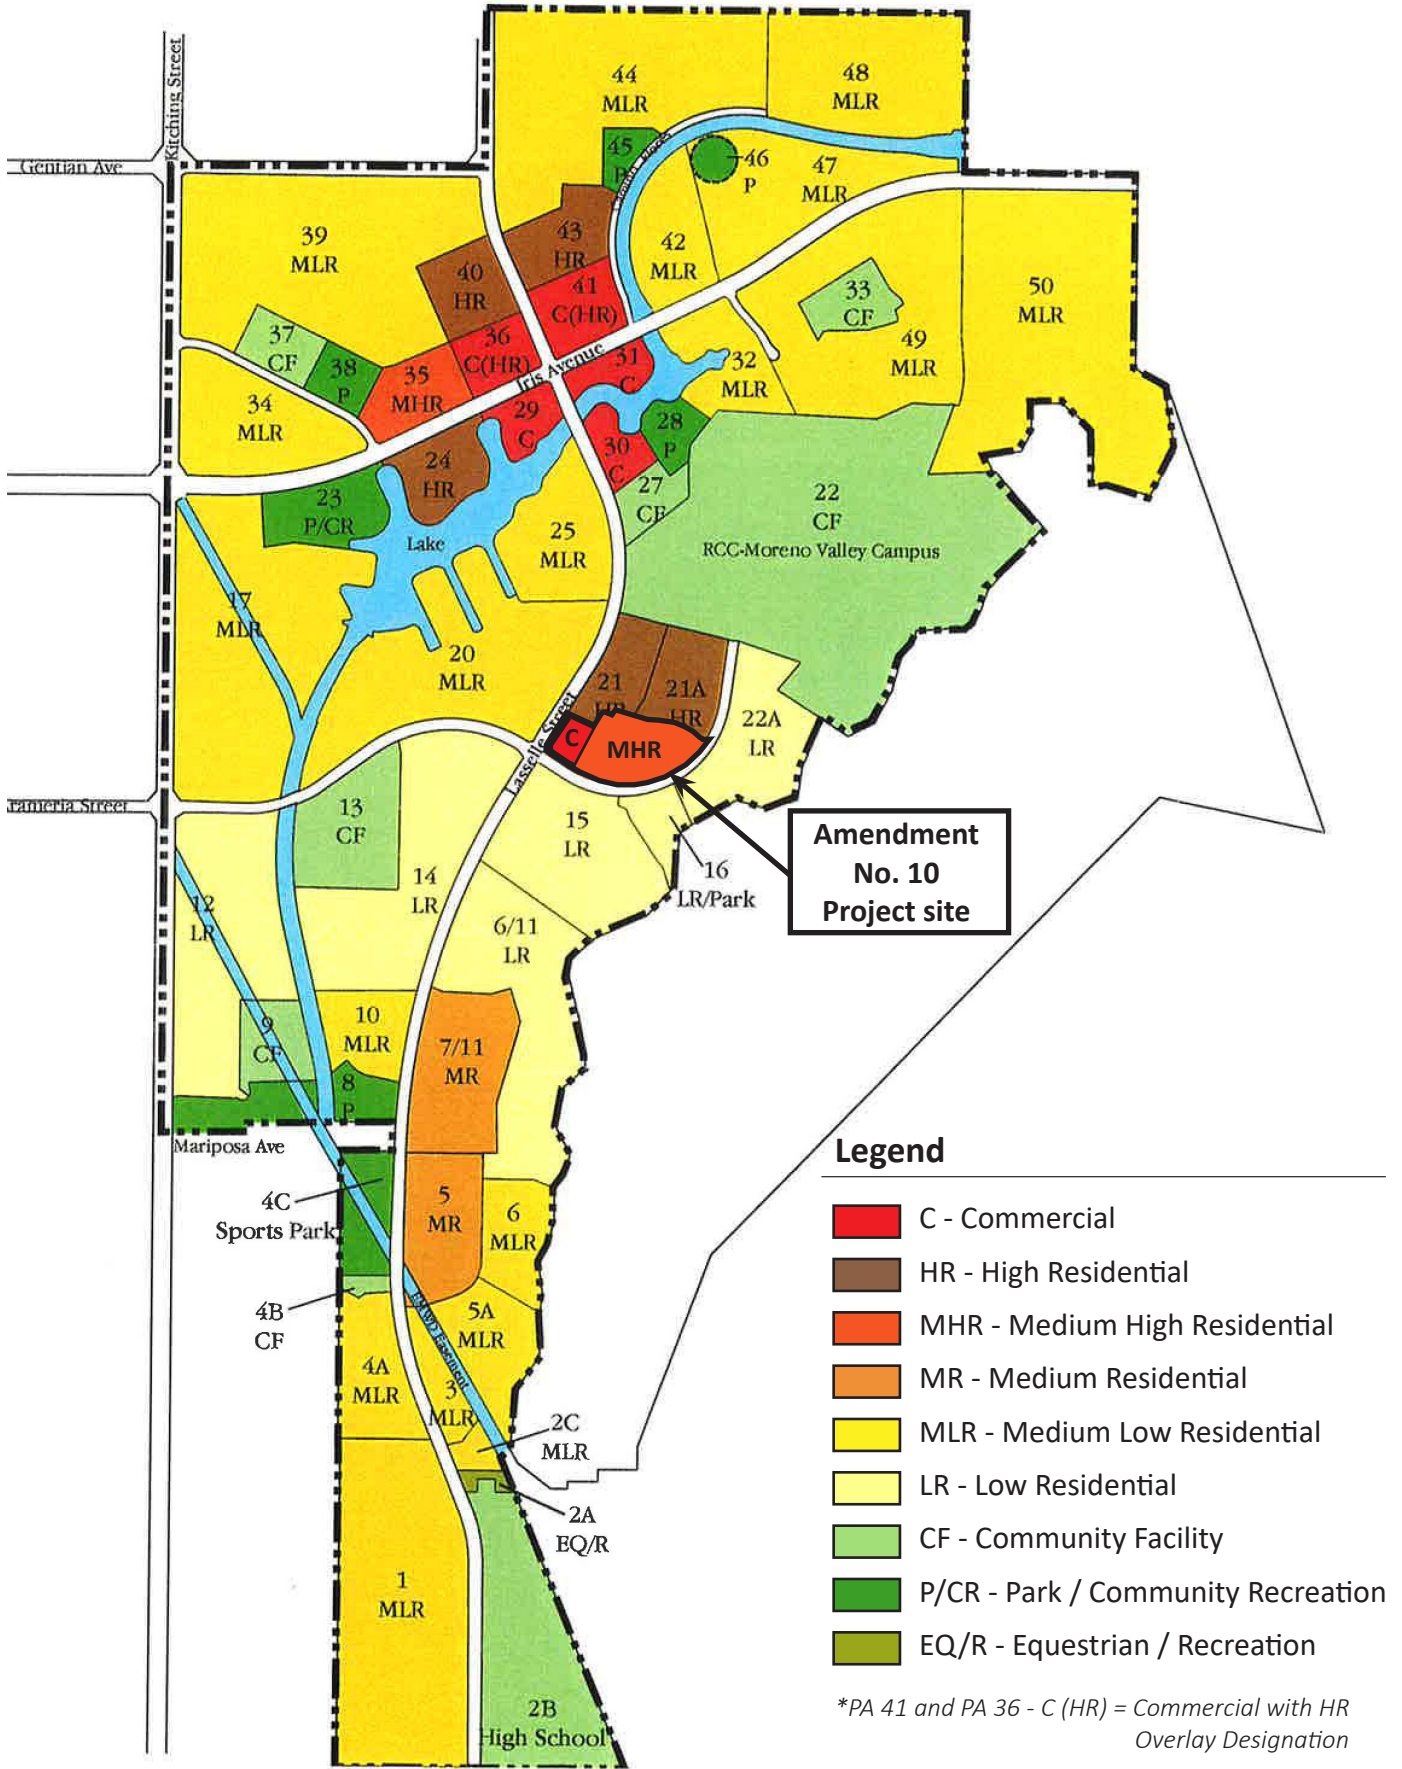 Kitching Street
Gentian Ave
44
MLR
48
MLR
45
P
46
P
47
MLR
39
MLR
43
HR
42
MLR
40
HR
41
C(HR)
33
CF
50
MLR
37
CF
38
P
36
C(HR)
Iris Avenue
31
C
49
MLR
35
MHR
32
MLR
34
MLR
29
C
28
P
30
C
24
HR
27
CF
22
CF
RCC-Moreno Valley Campus
23
P/CR
25
MLR
Lake
17
MLR
20
MLR
21
HR
21A
HR
22A
LR
Lasselle Street
C
MHR
rameria Street
13
CF
15
LR
Amendment
No. 10
Project site
16
LR/Park
14
LR
12
LR
6/11
LR
9
CF
10
MLR
7/11
MR
8
P
Mariposa Ave
4C
Sports Park
5
MR
6
MLR
4B
CF
EMWD Easement
5A
MLR
4A
MLR
3
MLR
2C
MLR
2A
EQ/R
1
MLR
2B
High School
Legend
C - Commercial
HR - High Residential
MHR - Medium High Residential
MR - Medium Residential
MLR - Medium Low Residential
LR - Low Residential
CF - Community Facility
P/CR - Park / Community Recreation
EQ/R - Equestrian / Recreation
*PA 41 and PA 36 - C (HR) = Commercial with HR
Overlay Designation